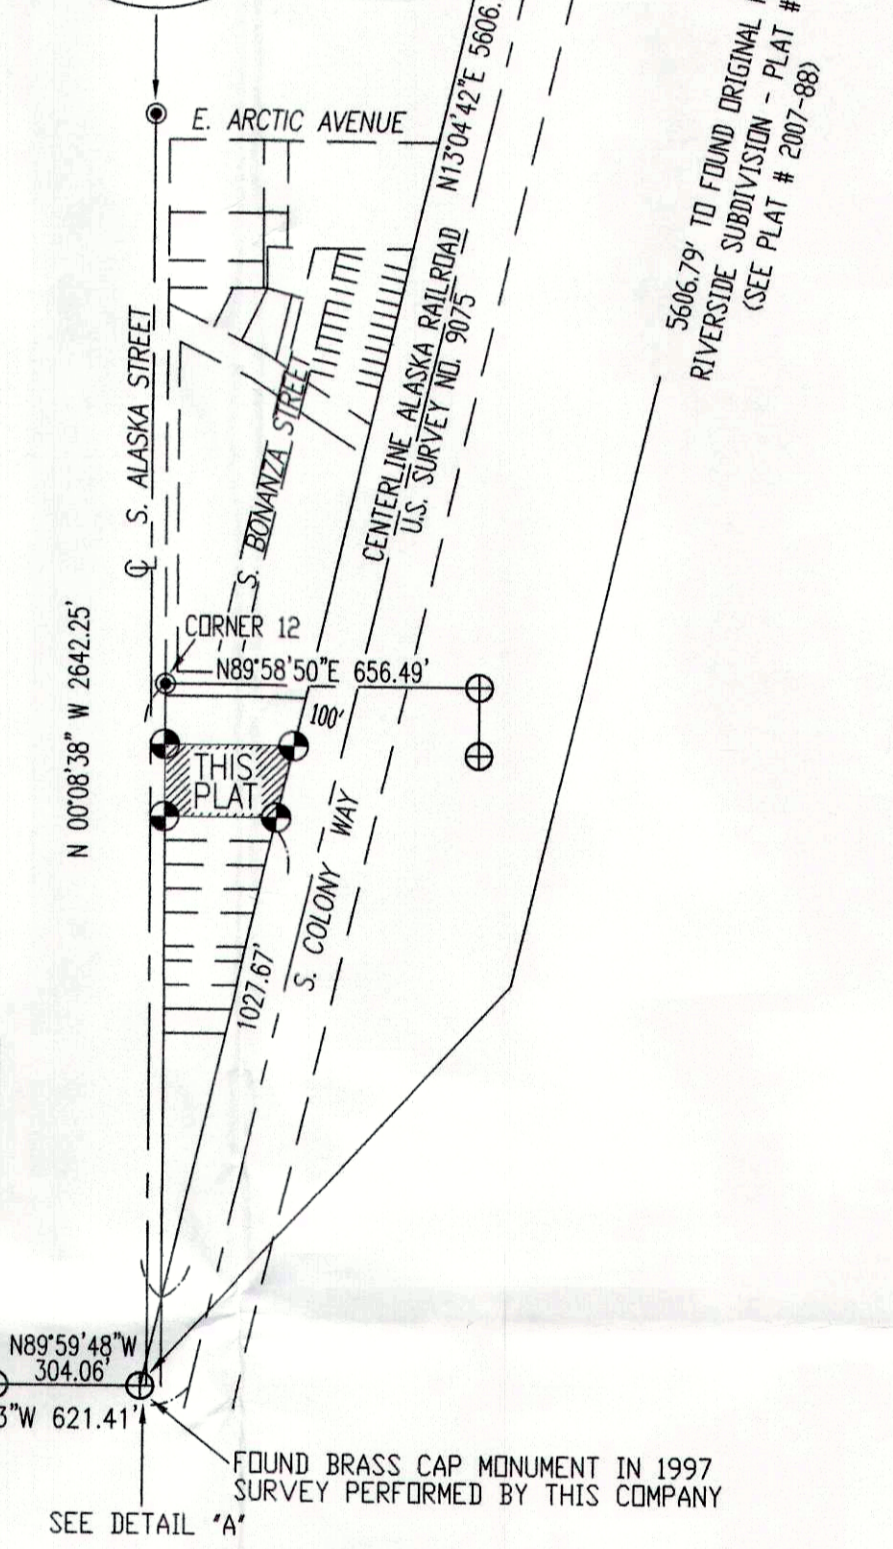 E. ARCTIC AVENUE
N13°04'42"E 5606.
5606.79' TO FOUND ORIGINAL
RIVERSIDE SUBDIVISION - PLAT #
(SEE PLAT # 2007-88)
CENTERLINE ALASKA RAILROAD
U.S. SURVEY NO. 9075
S. ALASKA STREET
S. BONANZA STREET
N 00°08'38" W 2642.25'
CORNER 12
N89°58'50"E 656.49'
100'
THIS
PLAT
S. COLONY WAY
1027.67'
N89°59'48"W
304.06'
3"W 621.41'
FOUND BRASS CAP MONUMENT IN 1997
SURVEY PERFORMED BY THIS COMPANY
SEE DETAIL "A"